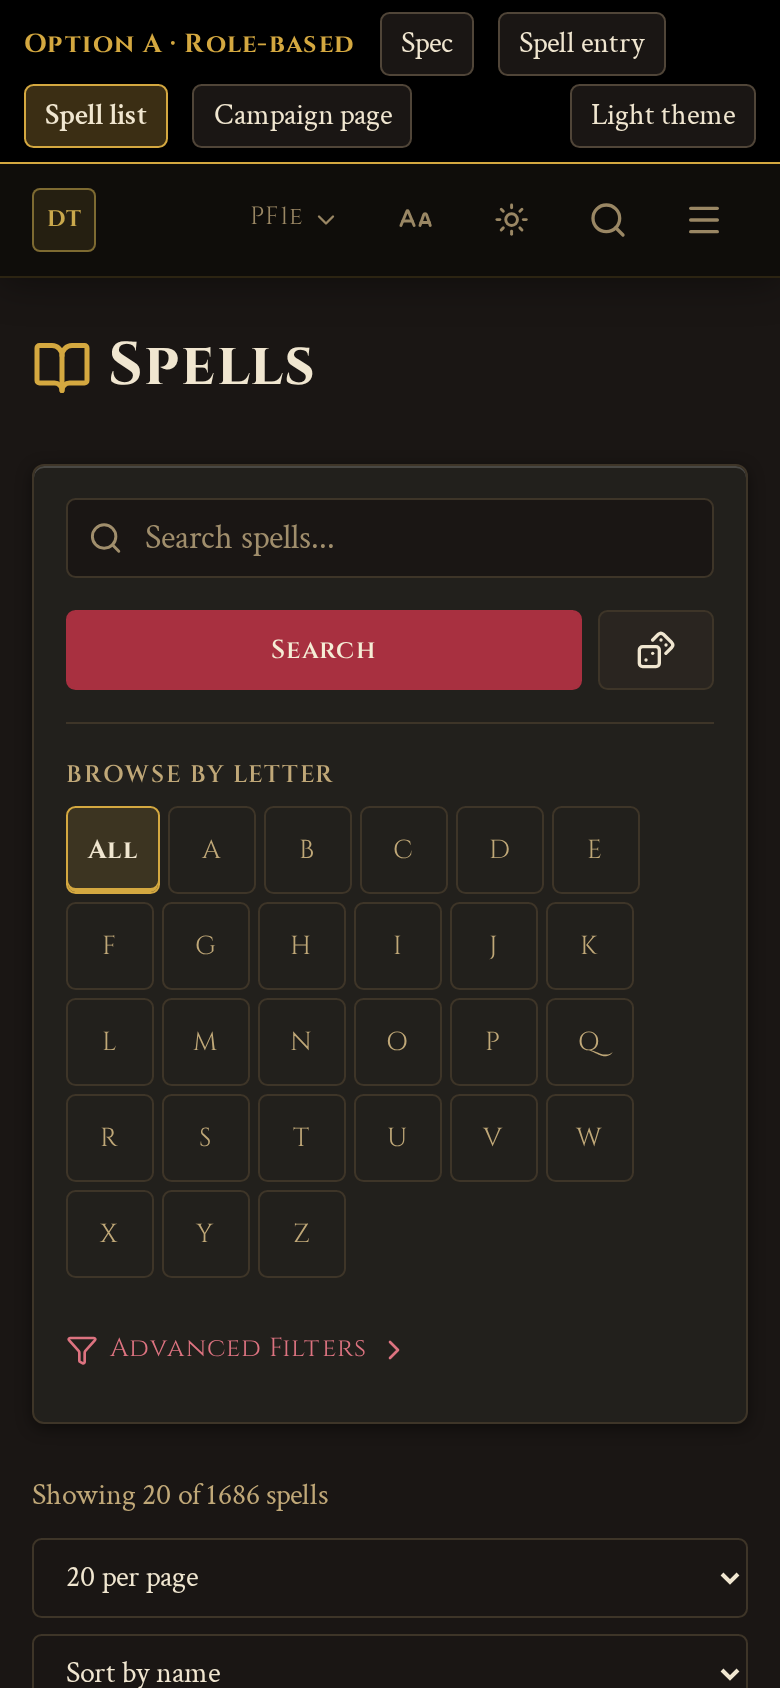 Option A · Role-based Spec Spell entry
Spell list Campaign page Light theme
DT PF1e Aa
Spells
Search spells...
Search
BROWSE BY LETTER
All A B C D E
F G H I J K
L M N O P Q
R S T U V W
X Y Z
Advanced Filters
Showing 20 of 1686 spells
20 per page
Sort by name